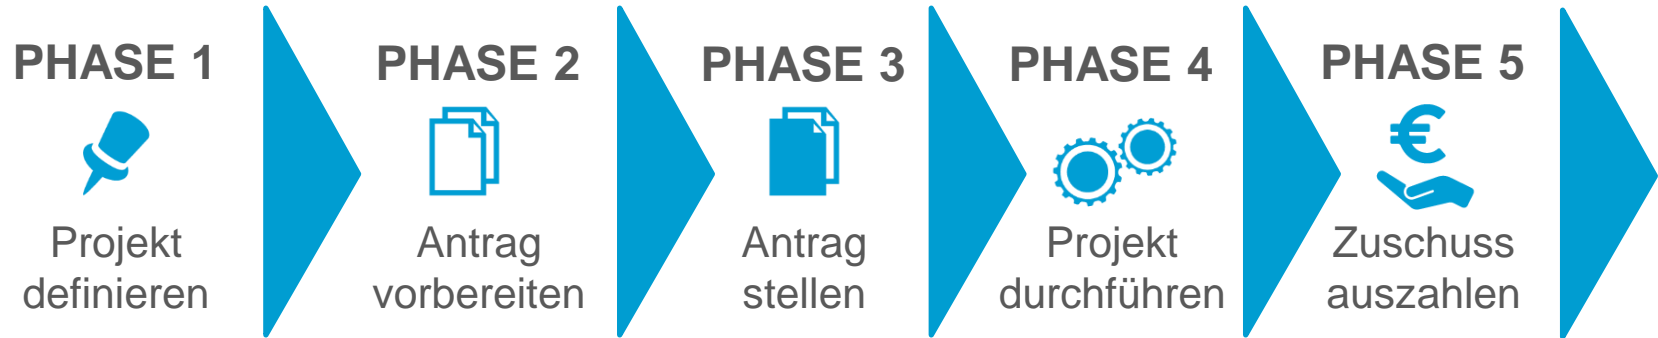 PHASE 1
Projekt
definieren
PHASE 2
Antrag
vorbereiten
PHASE 3
Antrag
stellen
PHASE 4
Projekt
durchführen
PHASE 5
€
Zuschuss
auszahlen